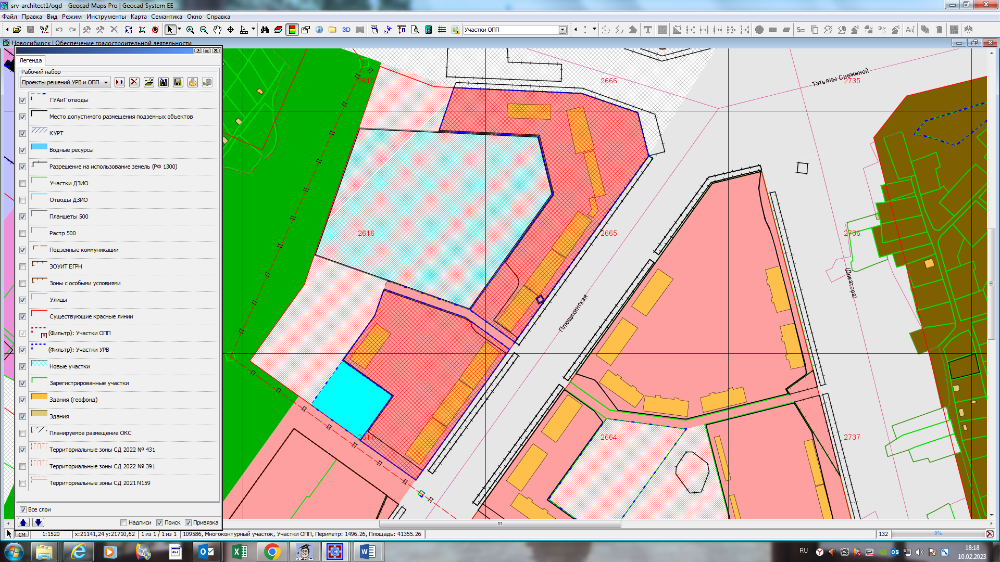 srv-architect1/ogd - Geocad Maps Pro | Geocad System EE
Файл Правка Вид Режим Инструменты Карта Семантика Окно Справка
3D
Участки ОПП
Новосибирск | Обеспечение градостроительной деятельности
Легенда
Рабочий набор
Проекты решений УРВ и ОПП
ГУАиГ отводы
Место допустимого размещения подземных объектов
КУРТ
Водные ресурсы
Разрешение на использование земель (РФ 1300)
Участки ДЗИО
Отводы ДЗИО
Планшеты 500
Растр 500
Подземные коммуникации
ЗОУИТ ЕГРН
Зоны с особыми условиями
Улицы
Существующие красные линии
(Фильтр): Участки ОПП
(Фильтр): Участки УРВ
Новые участки
Зарегистрированные участки
Здания (геофонд)
Здания
Планируемое размещение ОКС
Территориальные зоны СД 2022 № 431
Территориальные зоны СД 2022 № 391
Территориальные зоны СД 2021 N159
Все слои
Надписи Поиск Привязка
2615
2666
2735
Татьяны Снежиной
2616
2665
2736
(Доватора)
Плющихинская
2664
2737
СМ 1:1520 x:21141,24 y:21710,62 1 из 1 / 1 из 1 109586, Многоконтурный участок, Участки ОПП, Периметр: 1496.26, Площадь: 41355.26 132 0%
RU
18:18
10.02.2023